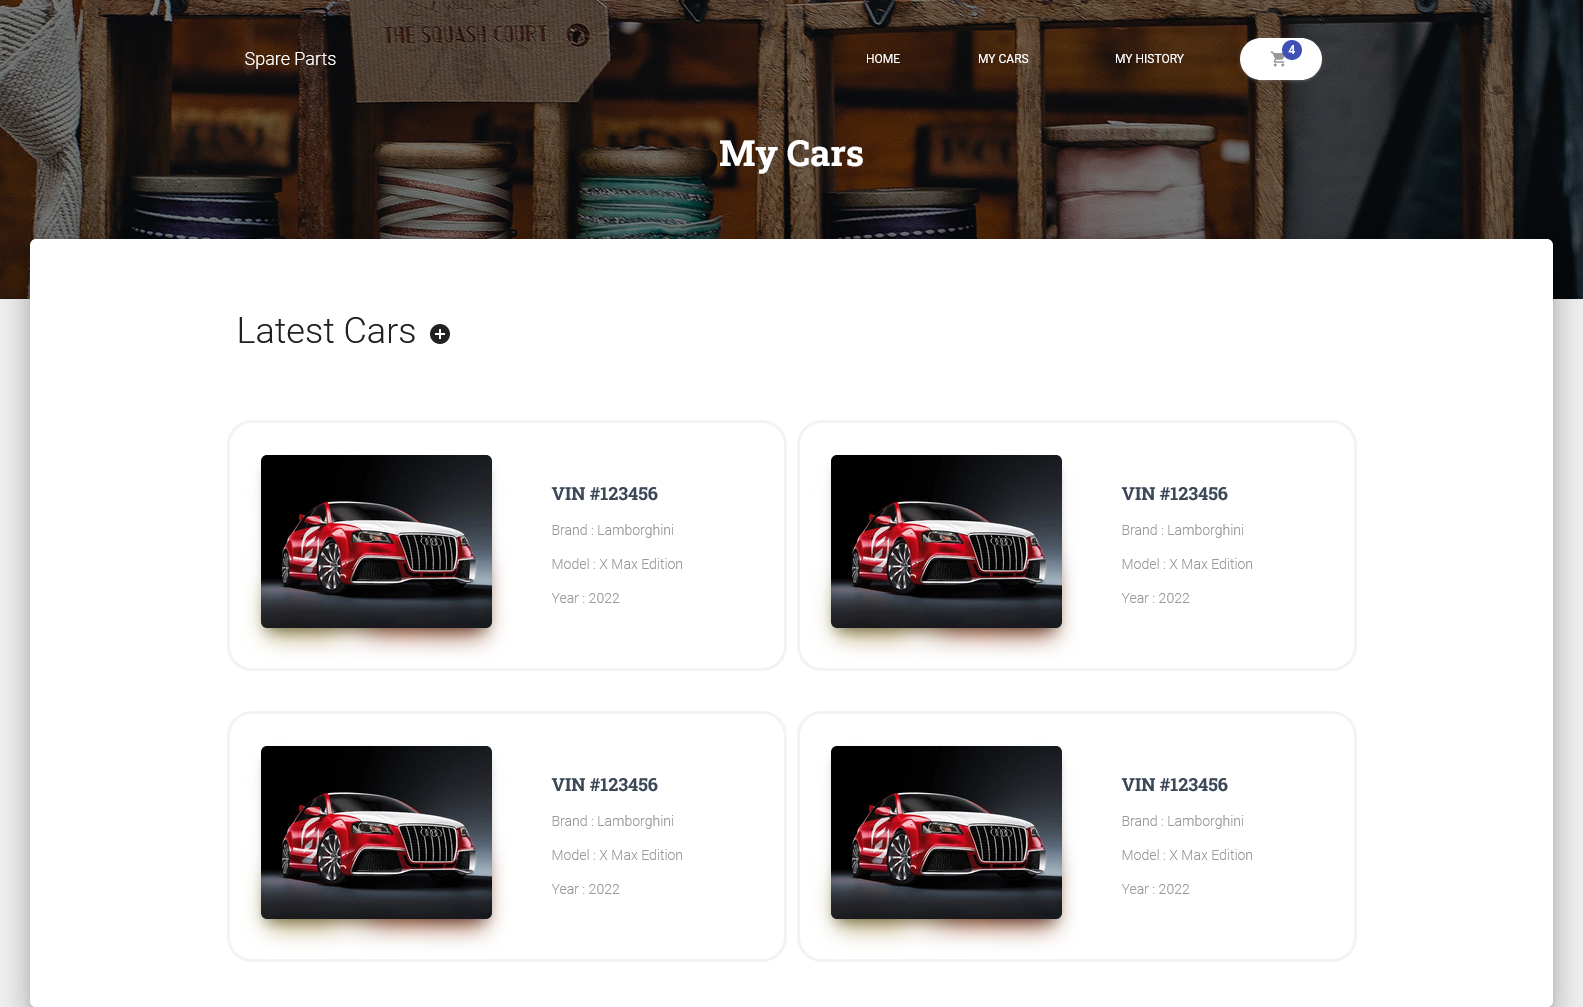 THE SQUASH COURT
Spare Parts
HOME
MY CARS
MY HISTORY
4
My Cars
Latest Cars
VIN #123456
Brand : Lamborghini
Model : X Max Edition
Year : 2022
VIN #123456
Brand : Lamborghini
Model : X Max Edition
Year : 2022
VIN #123456
Brand : Lamborghini
Model : X Max Edition
Year : 2022
VIN #123456
Brand : Lamborghini
Model : X Max Edition
Year : 2022